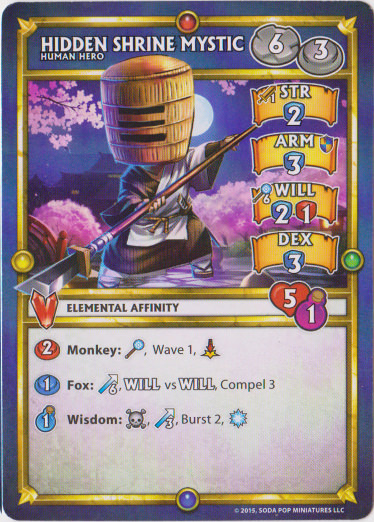 HIDDEN SHRINE MYSTIC 6 3
HUMAN HERO
STR
1 2
ARM
3
WILL
6 2 1
DEX
3
ELEMENTAL AFFINITY 5
1
2 Monkey: , Wave 1,
1 Fox: 6, WILL vs WILL, Compel 3
1 Wisdom: , 3, Burst 2,
© 2015, SODA POP MINIATURES LLC